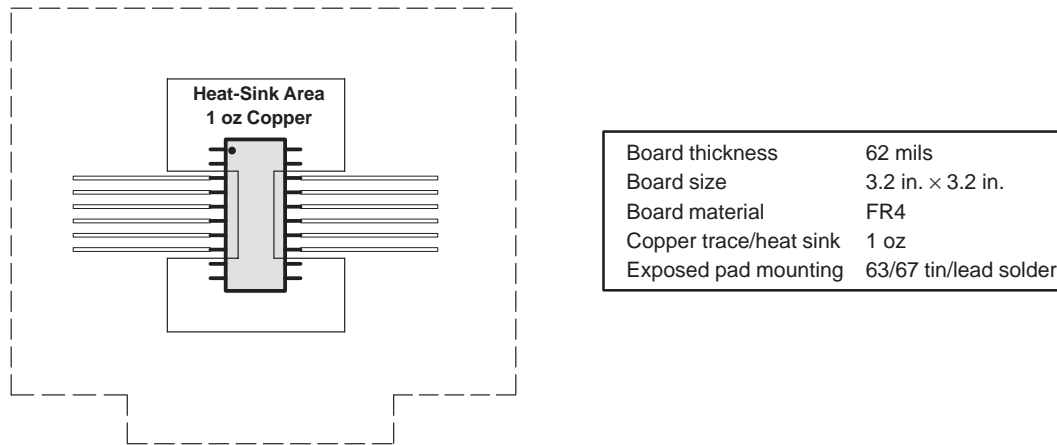 Heat-Sink Area
1 oz Copper
Board thickness 62 mils
Board size 3.2 in. × 3.2 in.
Board material FR4
Copper trace/heat sink 1 oz
Exposed pad mounting 63/67 tin/lead solder